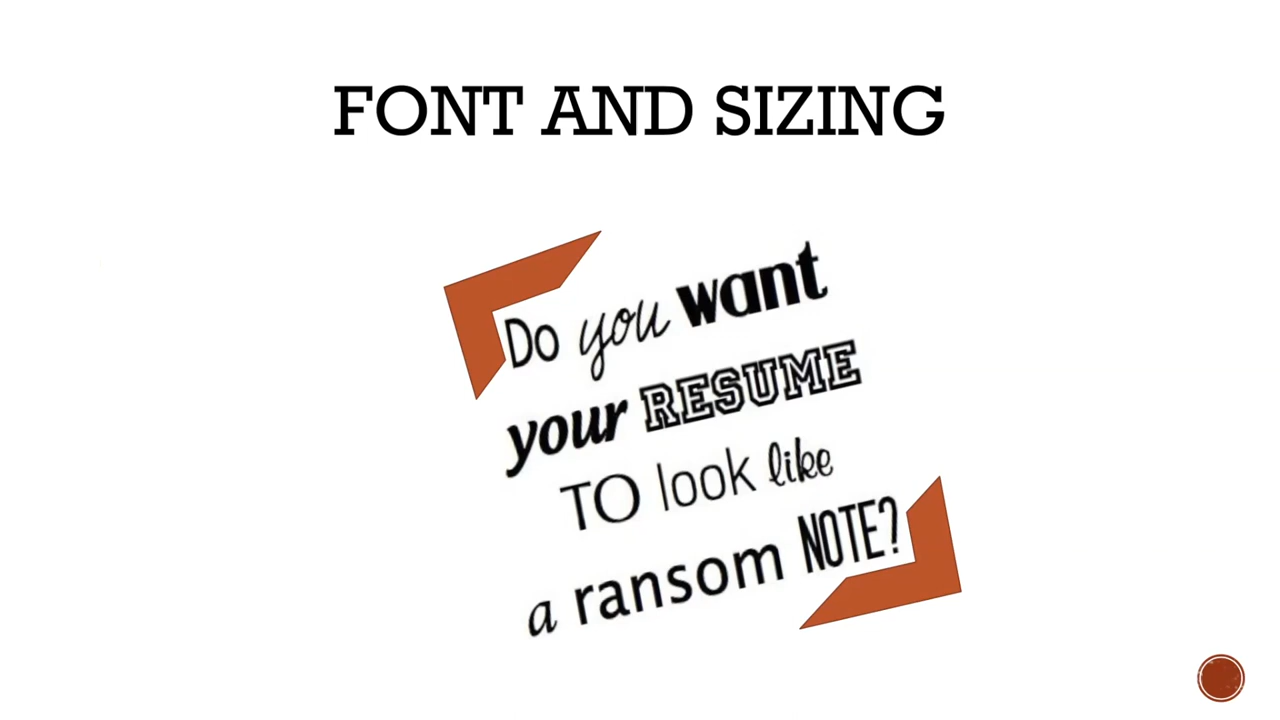 FONT AND SIZING
Do you want
your RESUME
TO look like
a ransom NOTE?